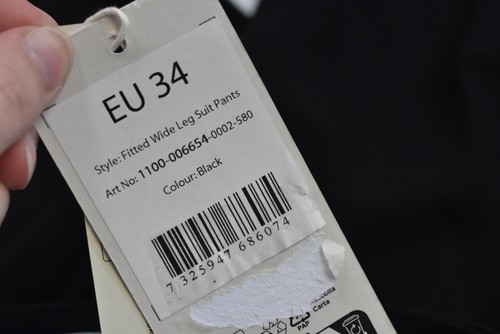 EU 34
Style: Fitted Wide Leg Suit Pants
Art No: 1100-006654-0002-580
Colour: Black
7 325947 686074
Carta
PAP